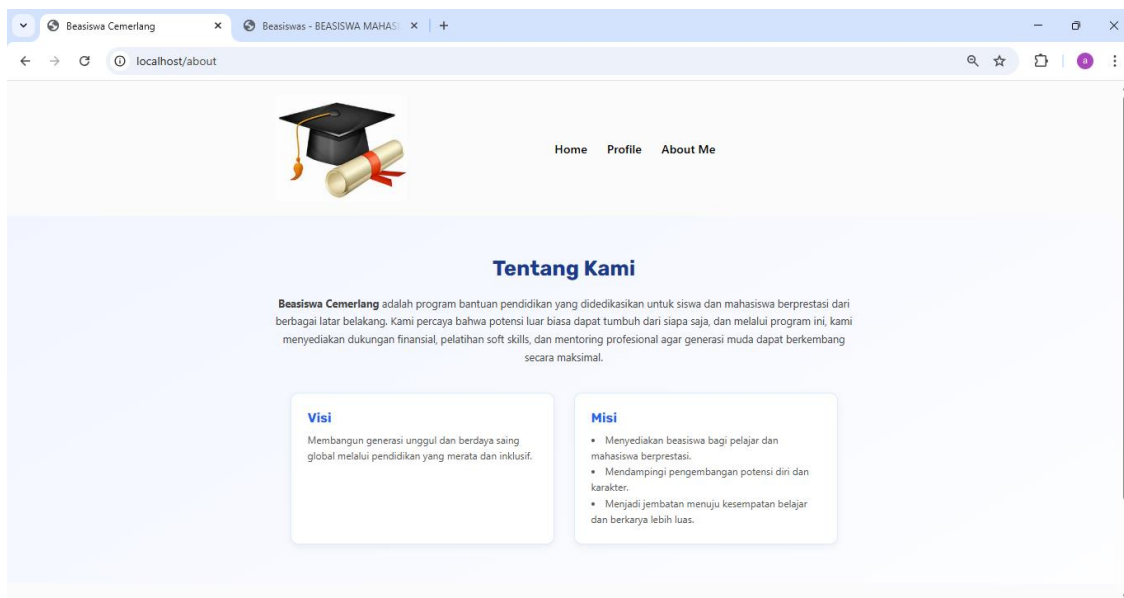 Beasiswa Cemerlang
Beasiswas - BEASISWA MAHAS
localhost/about
a
Home Profile About Me
Tentang Kami
Beasiswa Cemerlang adalah program bantuan pendidikan yang didedikasikan untuk siswa dan mahasiswa berprestasi dari
berbagai latar belakang. Kami percaya bahwa potensi luar biasa dapat tumbuh dari siapa saja, dan melalui program ini, kami
menyediakan dukungan finansial, pelatihan soft skills, dan mentoring profesional agar generasi muda dapat berkembang
secara maksimal.
Visi
Membangun generasi unggul dan berdaya saing
global melalui pendidikan yang merata dan inklusif.
Misi
• Menyediakan beasiswa bagi pelajar dan
mahasiswa berprestasi.
• Mendampingi pengembangan potensi diri dan
karakter.
• Menjadi jembatan menuju kesempatan belajar
dan berkarya lebih luas.